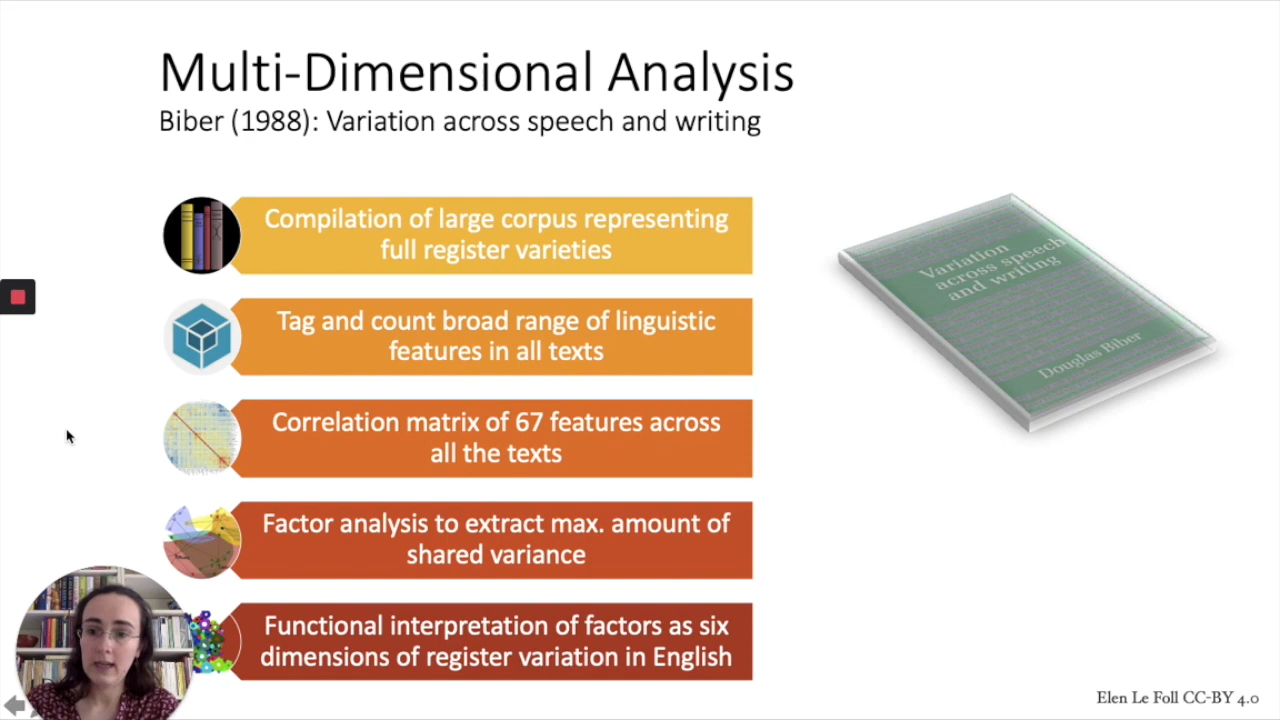 Multi-Dimensional Analysis
Biber (1988): Variation across speech and writing
Compilation of large corpus representing
full register varieties
Tag and count broad range of linguistic
features in all texts
Correlation matrix of 67 features across
all the texts
Factor analysis to extract max. amount of
shared variance
Functional interpretation of factors as six
dimensions of register variation in English
Variation
across speech
and writing
Douglas Biber
Elen Le Foll CC-BY 4.0